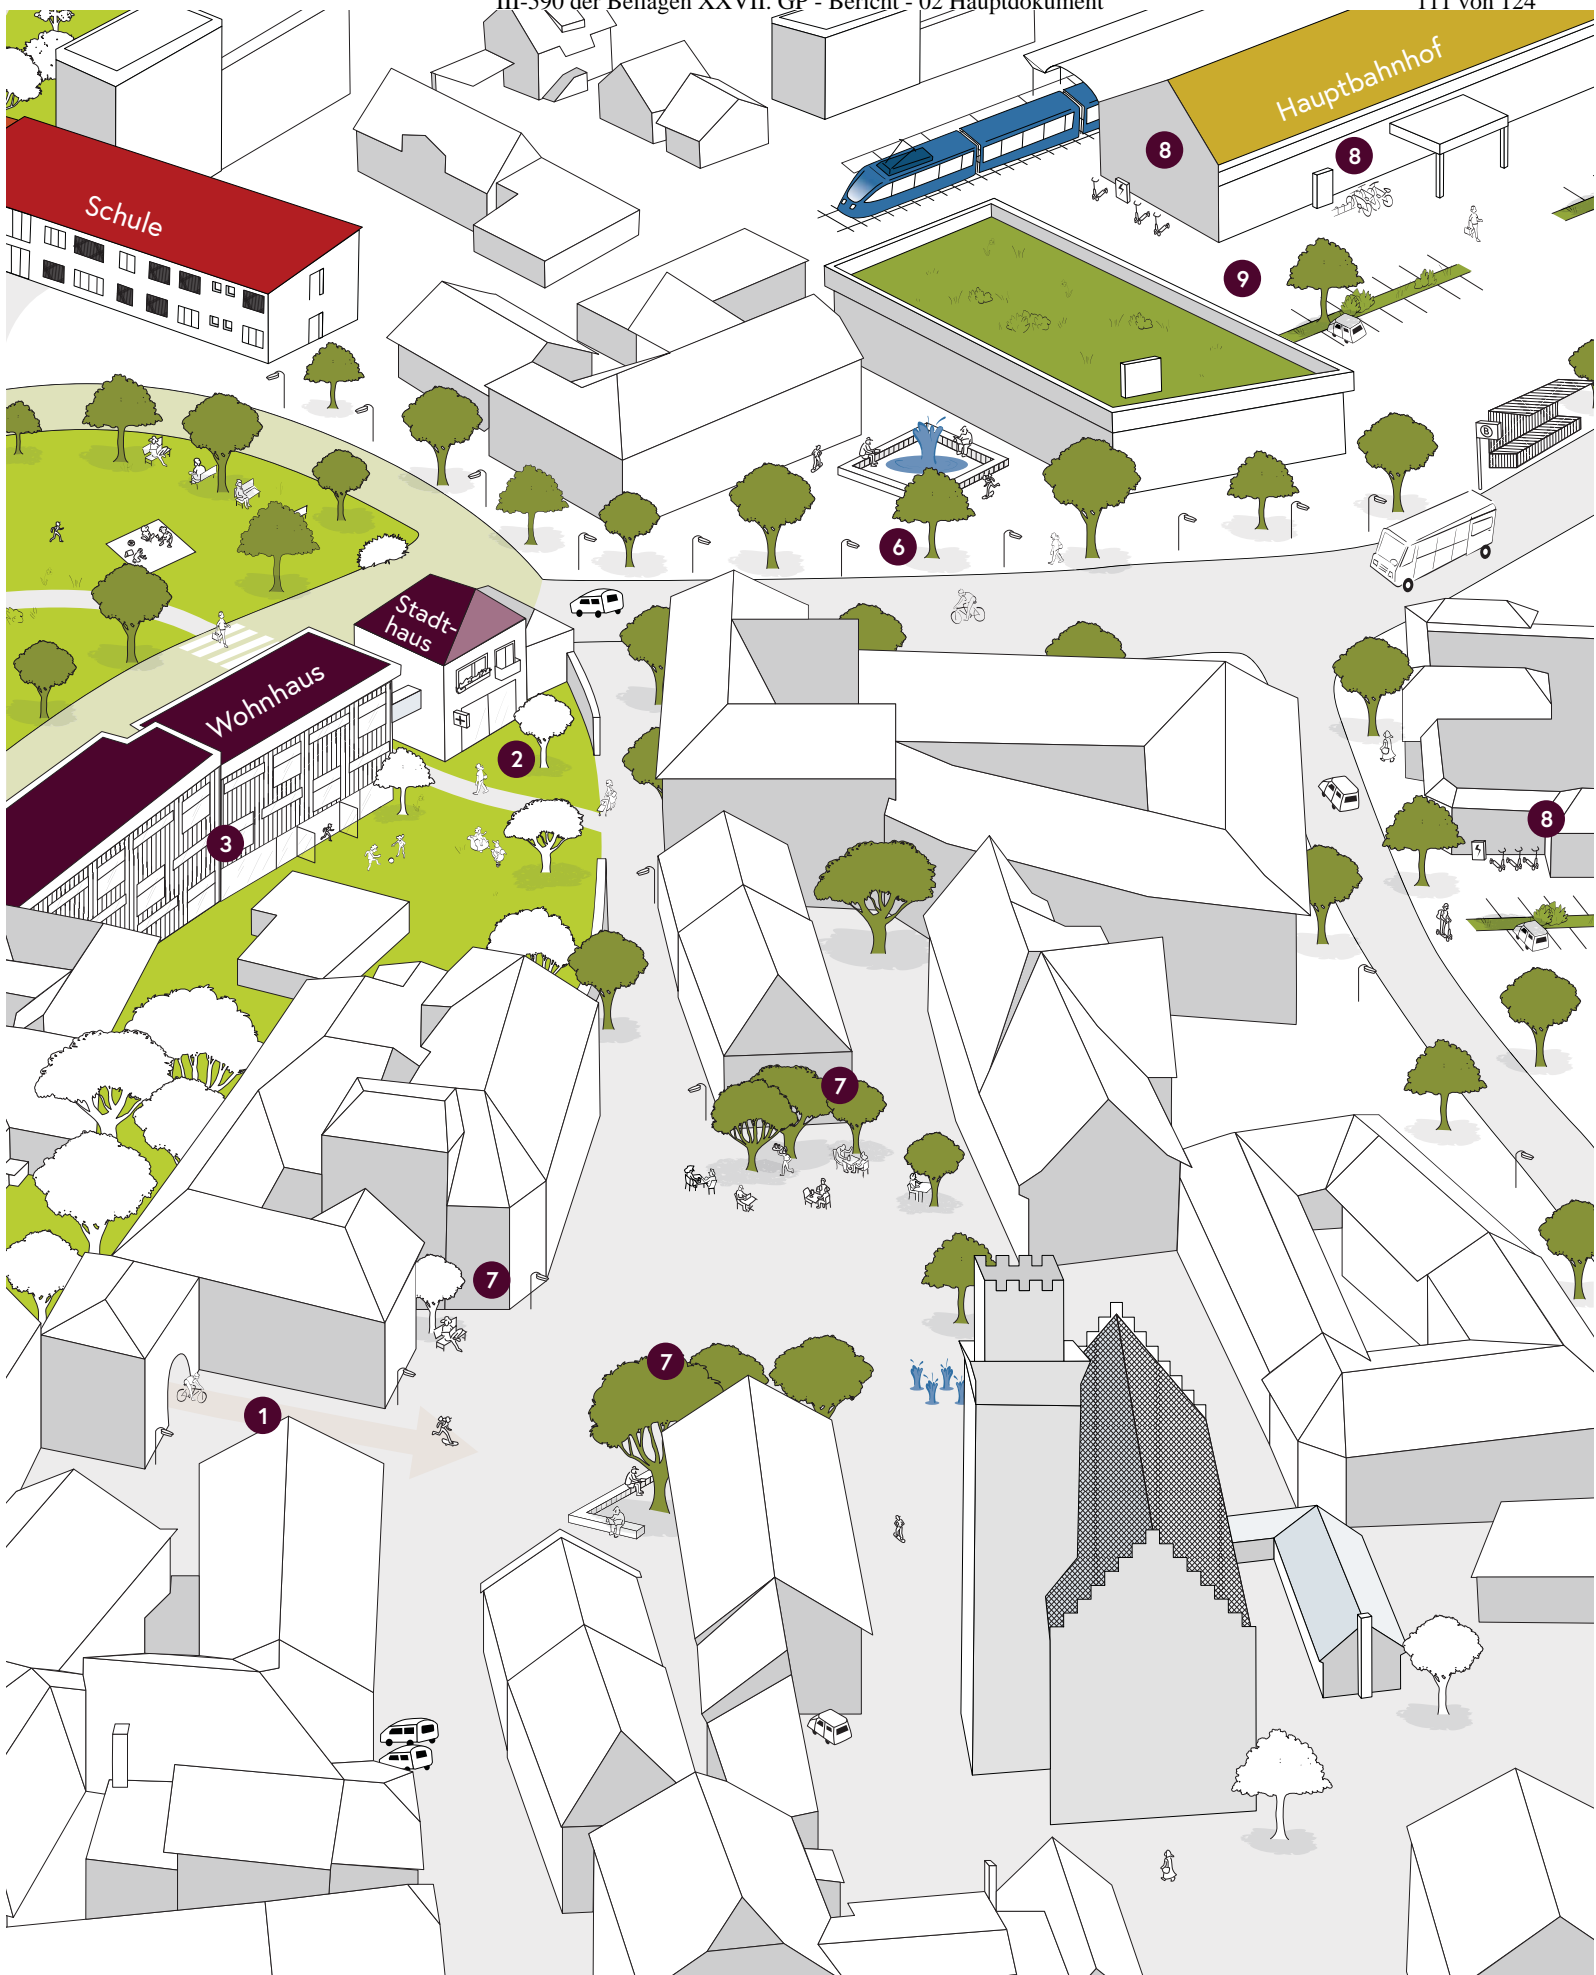 III-590 der Beilagen XXVII. GP - Bericht - 02 Hauptdokument
111 von 124
Hauptbahnhof
8
8
Schule
9
B
6
Stadt-
haus
Wohnhaus
2
3
8
7
7
7
1